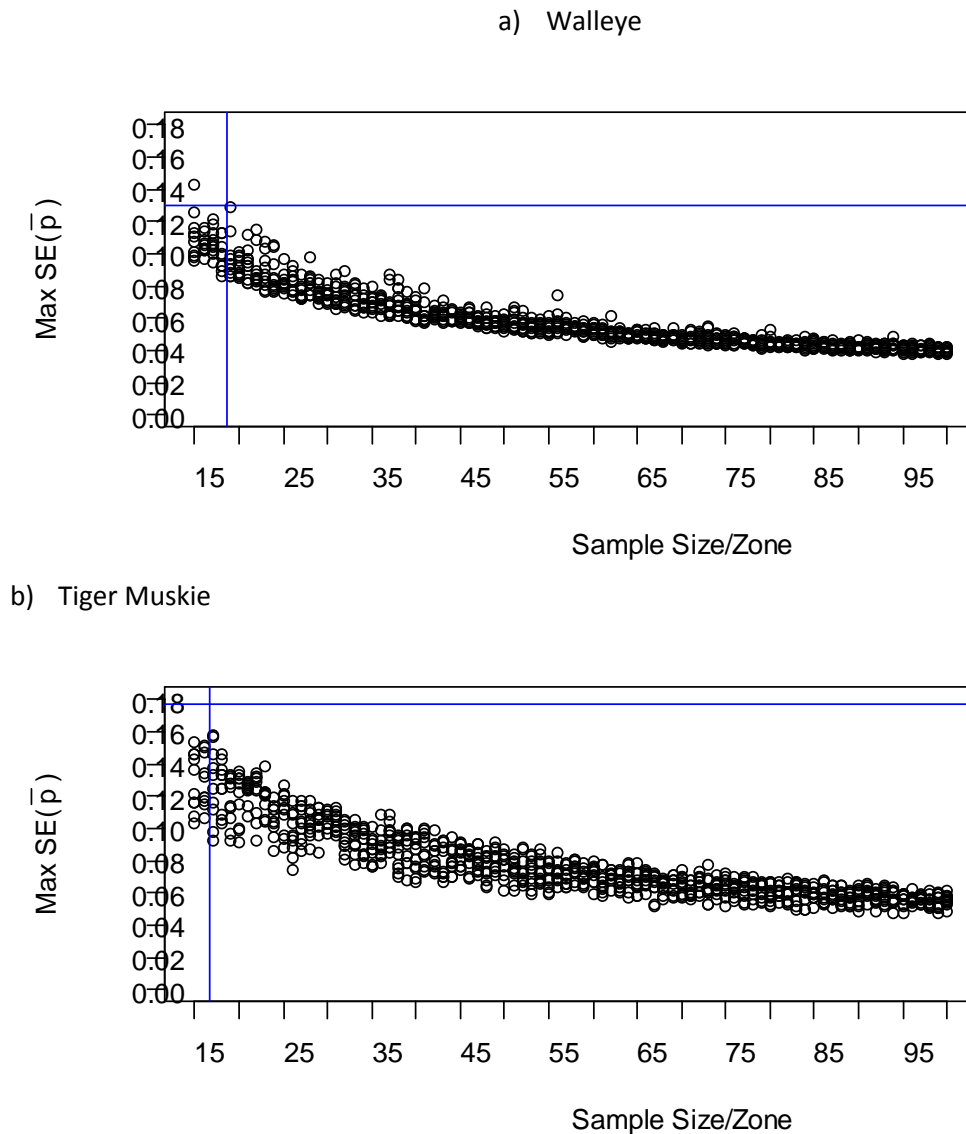 a) Walleye
0.18
0.16
0.14
0.12
0.10
0.08
0.06
0.04
0.02
0.00
Max SE(p̅)
15 25 35 45 55 65 75 85 95
Sample Size/Zone
b) Tiger Muskie
0.18
0.16
0.14
0.12
0.10
0.08
0.06
0.04
0.02
0.00
Max SE(p̅)
15 25 35 45 55 65 75 85 95
Sample Size/Zone